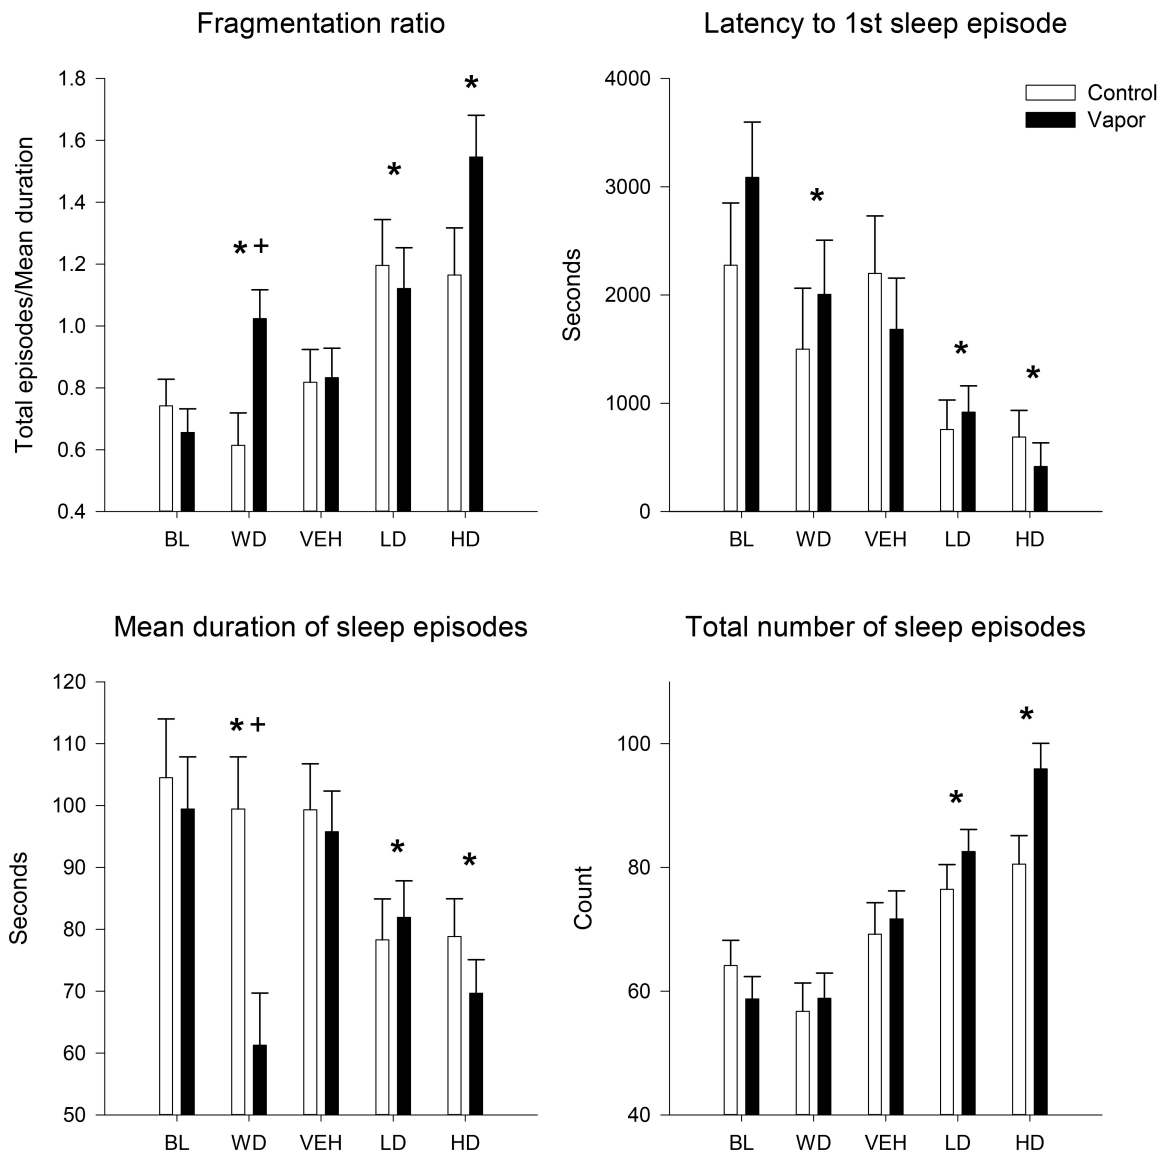 Fragmentation ratio
Total episodes/Mean duration
1.8
1.6
1.4
1.2
1.0
0.8
0.6
0.4
*+
*
*
BL WD VEH LD HD
Latency to 1st sleep episode
Control
Vapor
Seconds
4000
3000
2000
1000
0
*
*
*
BL WD VEH LD HD
Mean duration of sleep episodes
Seconds
120
110
100
90
80
70
60
50
*+
*
*
BL WD VEH LD HD
Total number of sleep episodes
Count
100
80
60
40
*
*
BL WD VEH LD HD